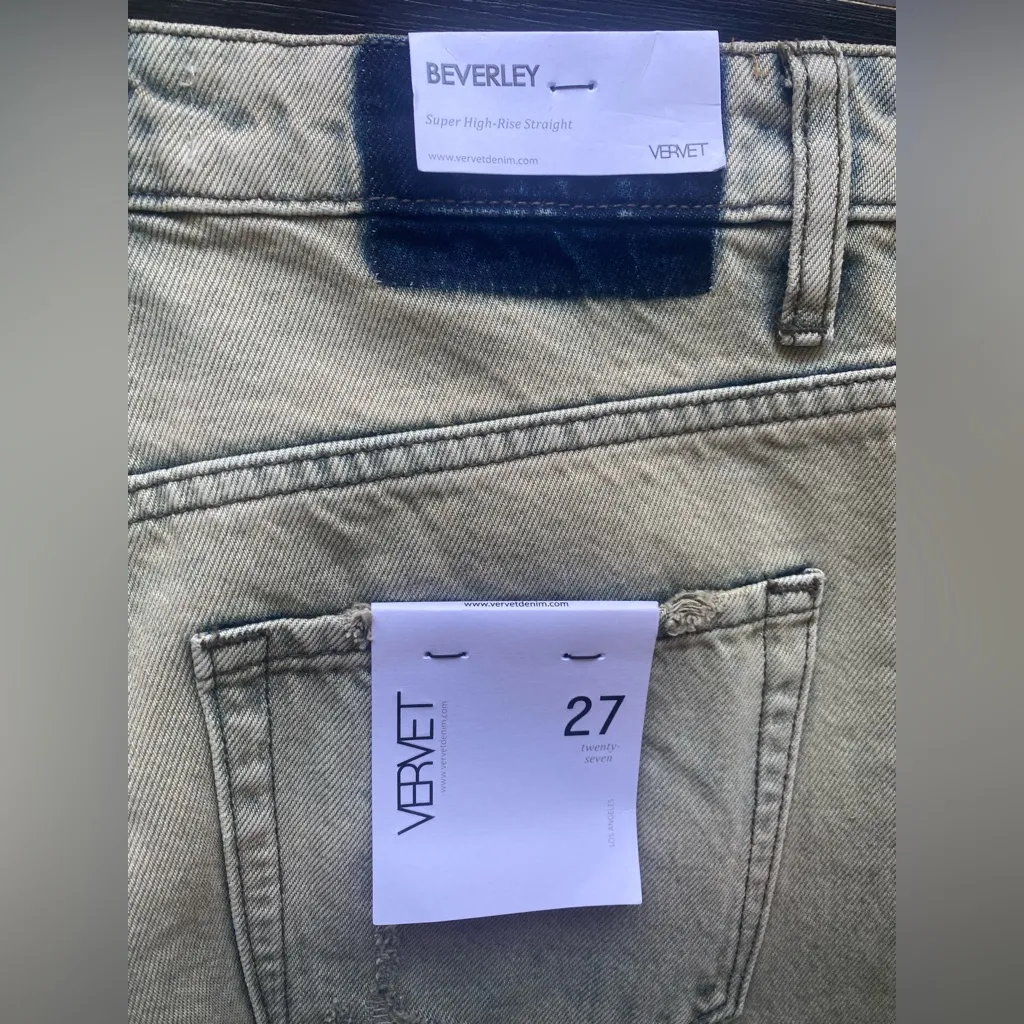 BEVERLEY
Super High-Rise Straight
www.vervetdenim.com
VERVET
www.vervetdenim.com
VERVET
www.vervetdenim.com
27
twenty-
seven
LOS ANGELES